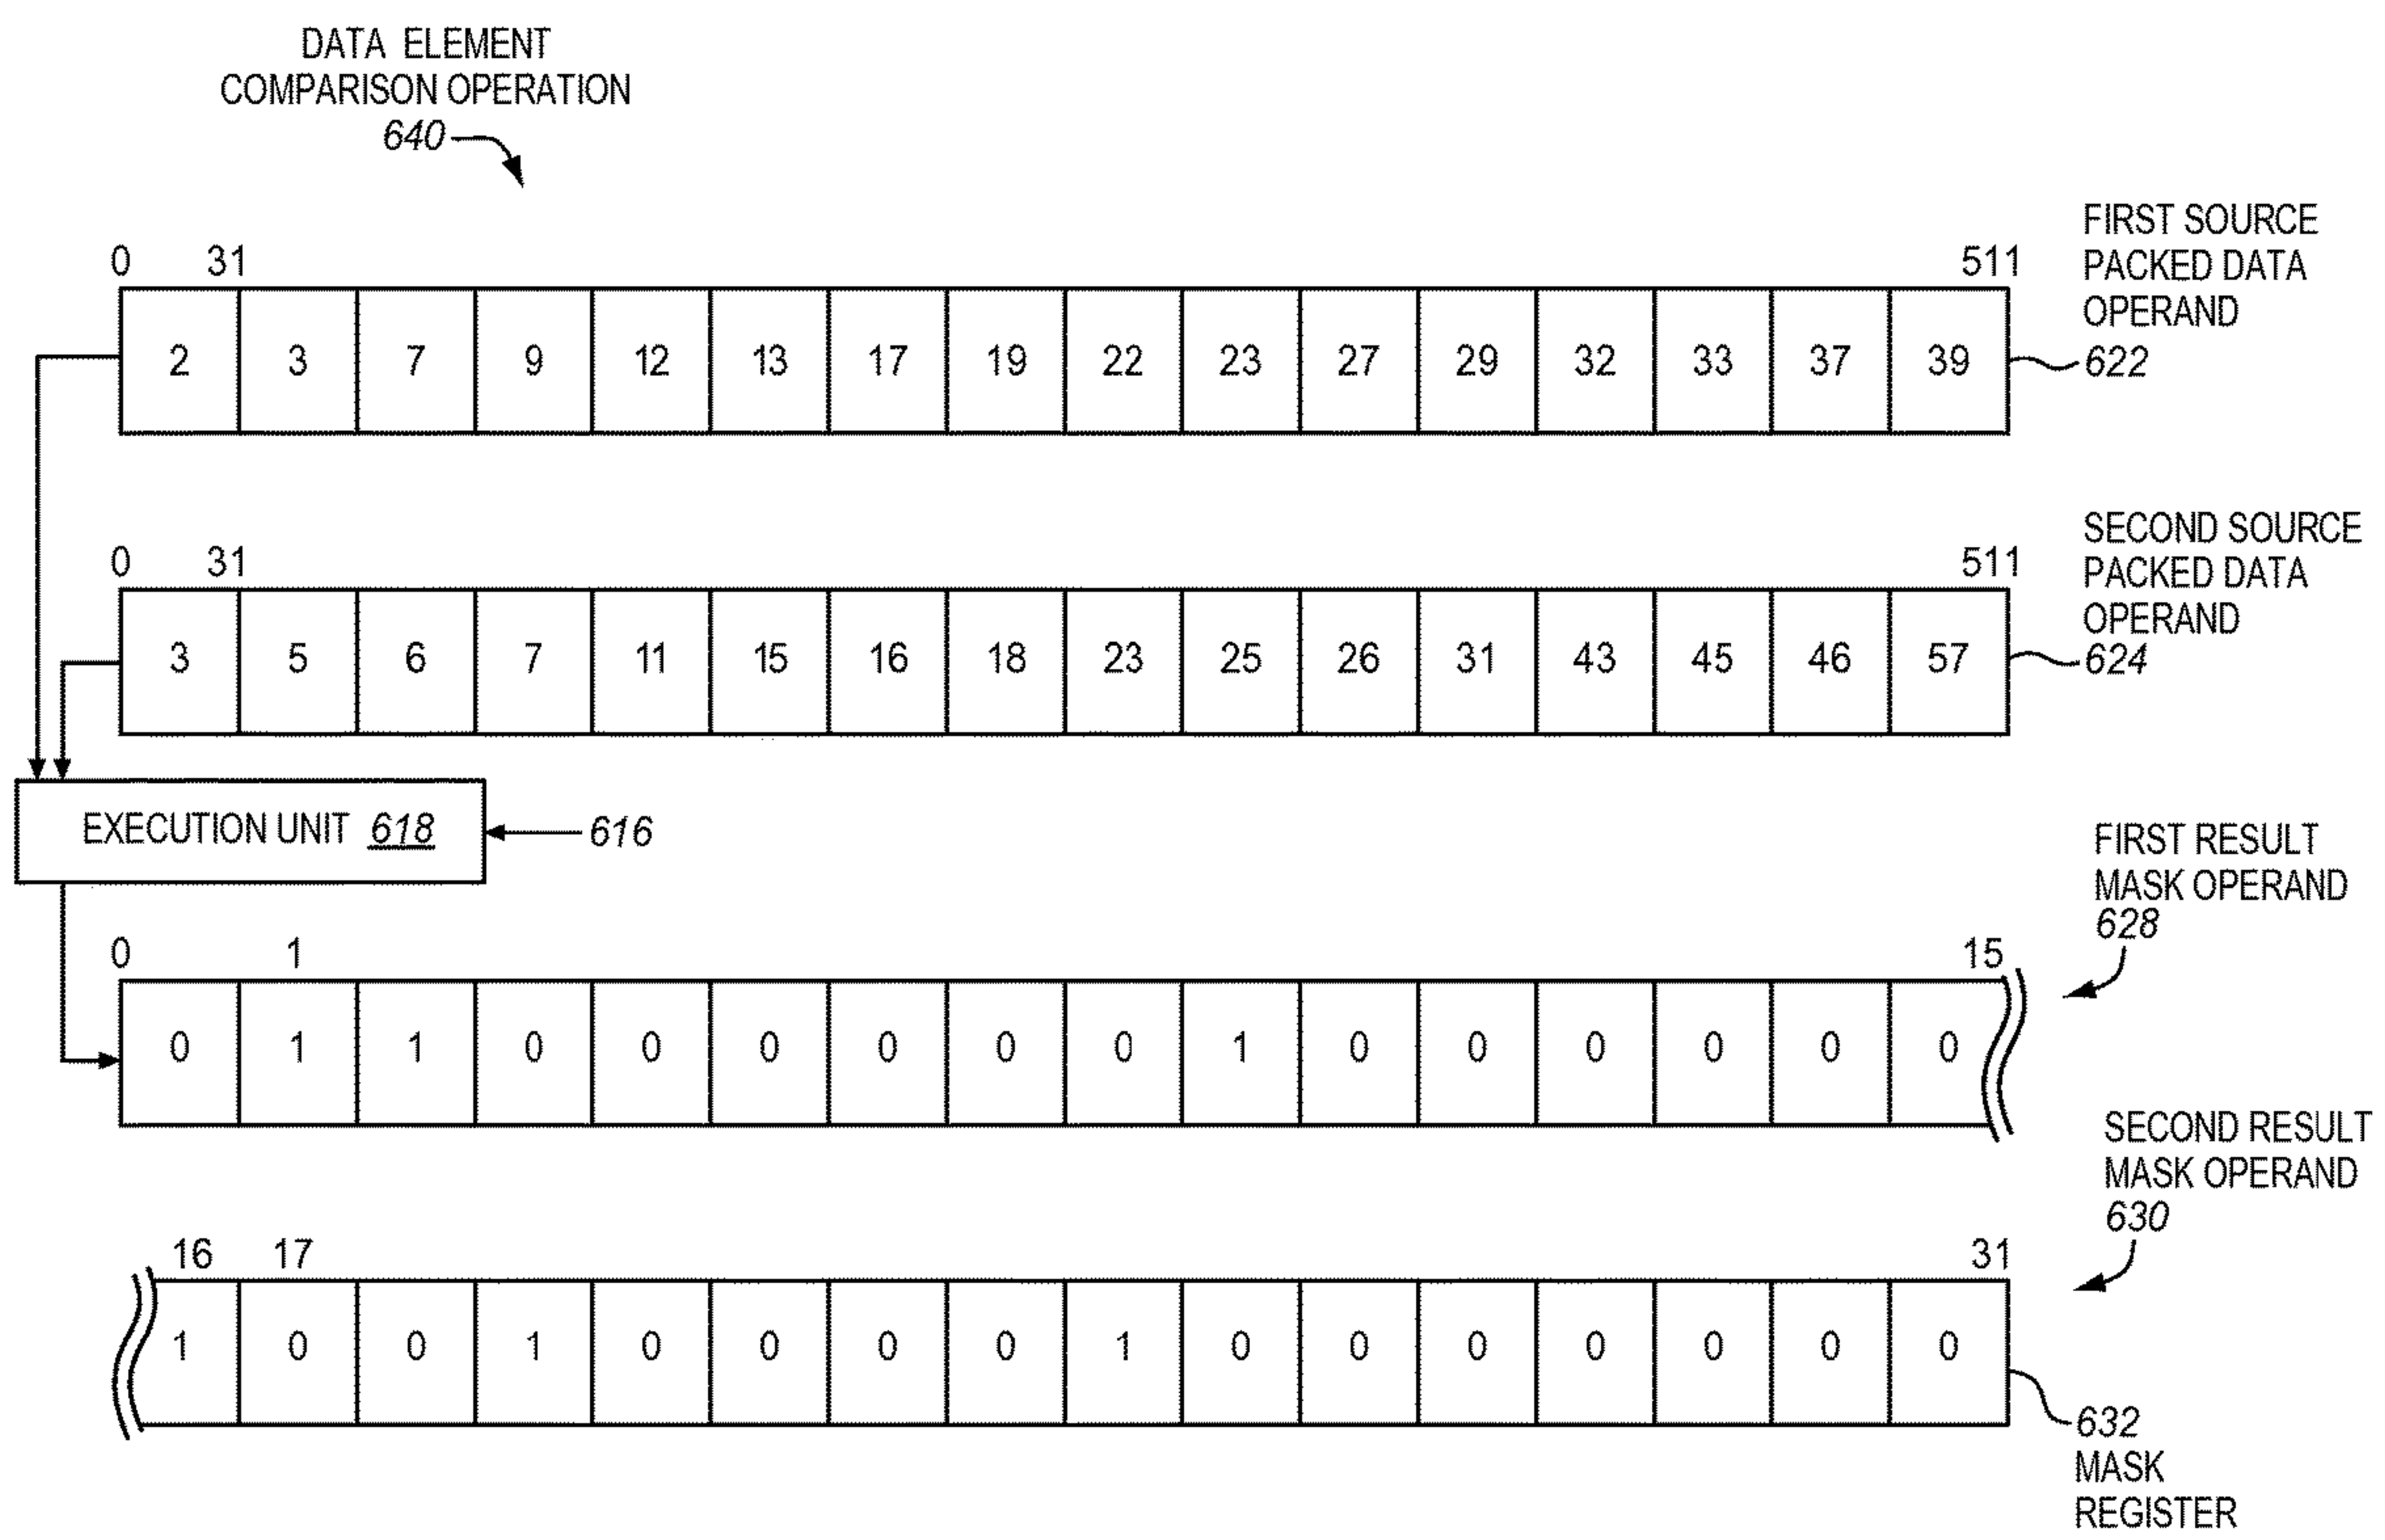 DATA ELEMENT
COMPARISON OPERATION
640
FIRST SOURCE
PACKED DATA
OPERAND
622
0 31 511
2 3 7 9 12 13 17 19 22 23 27 29 32 33 37 39
SECOND SOURCE
PACKED DATA
OPERAND
624
0 31 511
3 5 6 7 11 15 16 18 23 25 26 31 43 45 46 57
EXECUTION UNIT 618
616
FIRST RESULT
MASK OPERAND
628
0 1 15
0 1 1 0 0 0 0 0 0 1 0 0 0 0 0 0
SECOND RESULT
MASK OPERAND
630
16 17 31
1 0 0 1 0 0 0 0 1 0 0 0 0 0 0 0
632
MASK
REGISTER